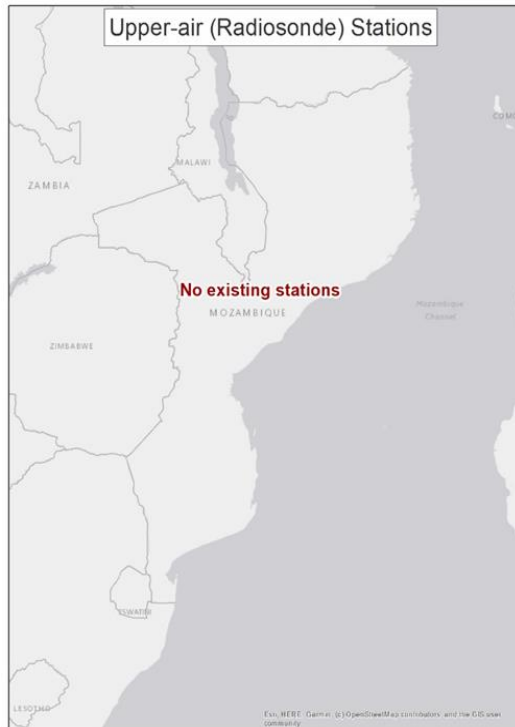 Upper-air (Radiosonde) Stations
COM
MALAWI
ZAMBIA
No existing stations
MOZAMBIQUE
Mozambique
Channel
ZIMBABWE
ESWATINI
LESOTHO
Esri, HERE, Garmin, (c) OpenStreetMap contributors, and the GIS user
community